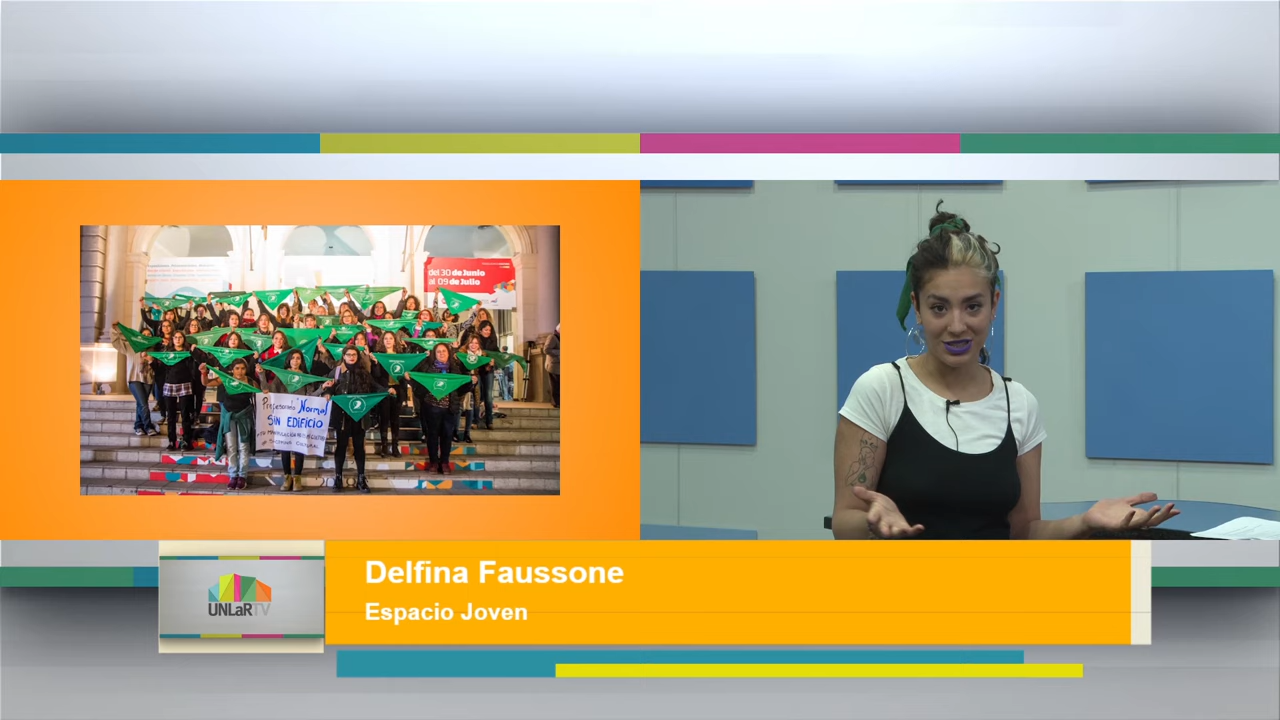 del 30 de Junio
al 09 de Julio
Profesorado Normal
SIN EDIFICIO
UNLaRTV
Delfina Faussone
Espacio Joven